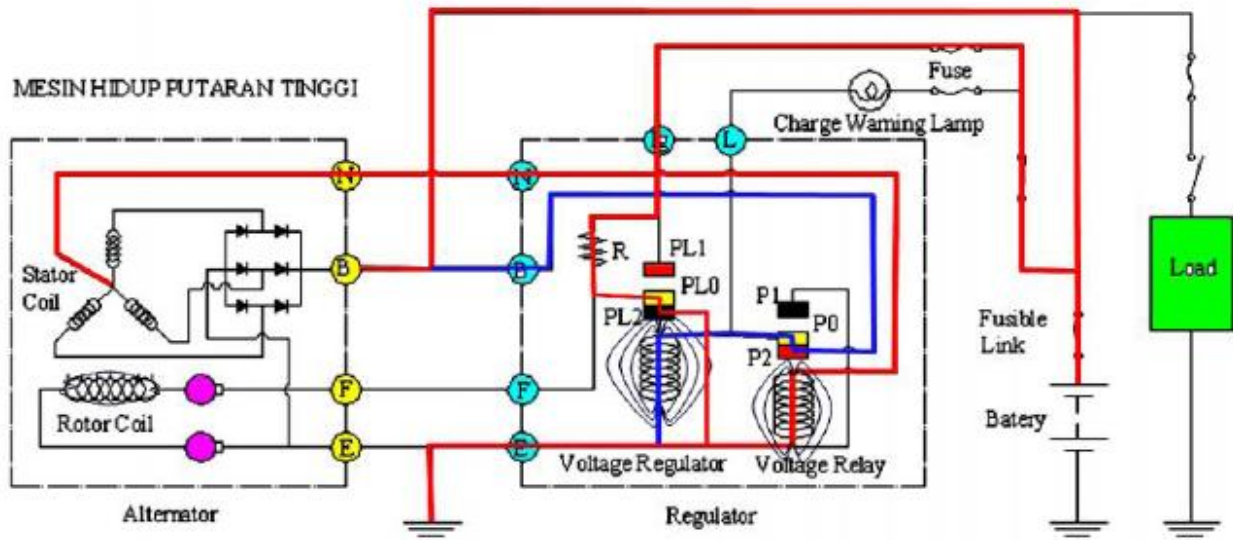 MESIN HIDUP PUTARAN TINGGI
Fuse
Charge Warning Lamp
L
N
N
R
PL1
PL0
PL2
P1
P0
P2
B
B
Stator
Coil
Load
Fusible
Link
F
F
Rotor Coil
E
E
Batery
Voltage Regulator
Voltage Relay
Alternator
Regulator